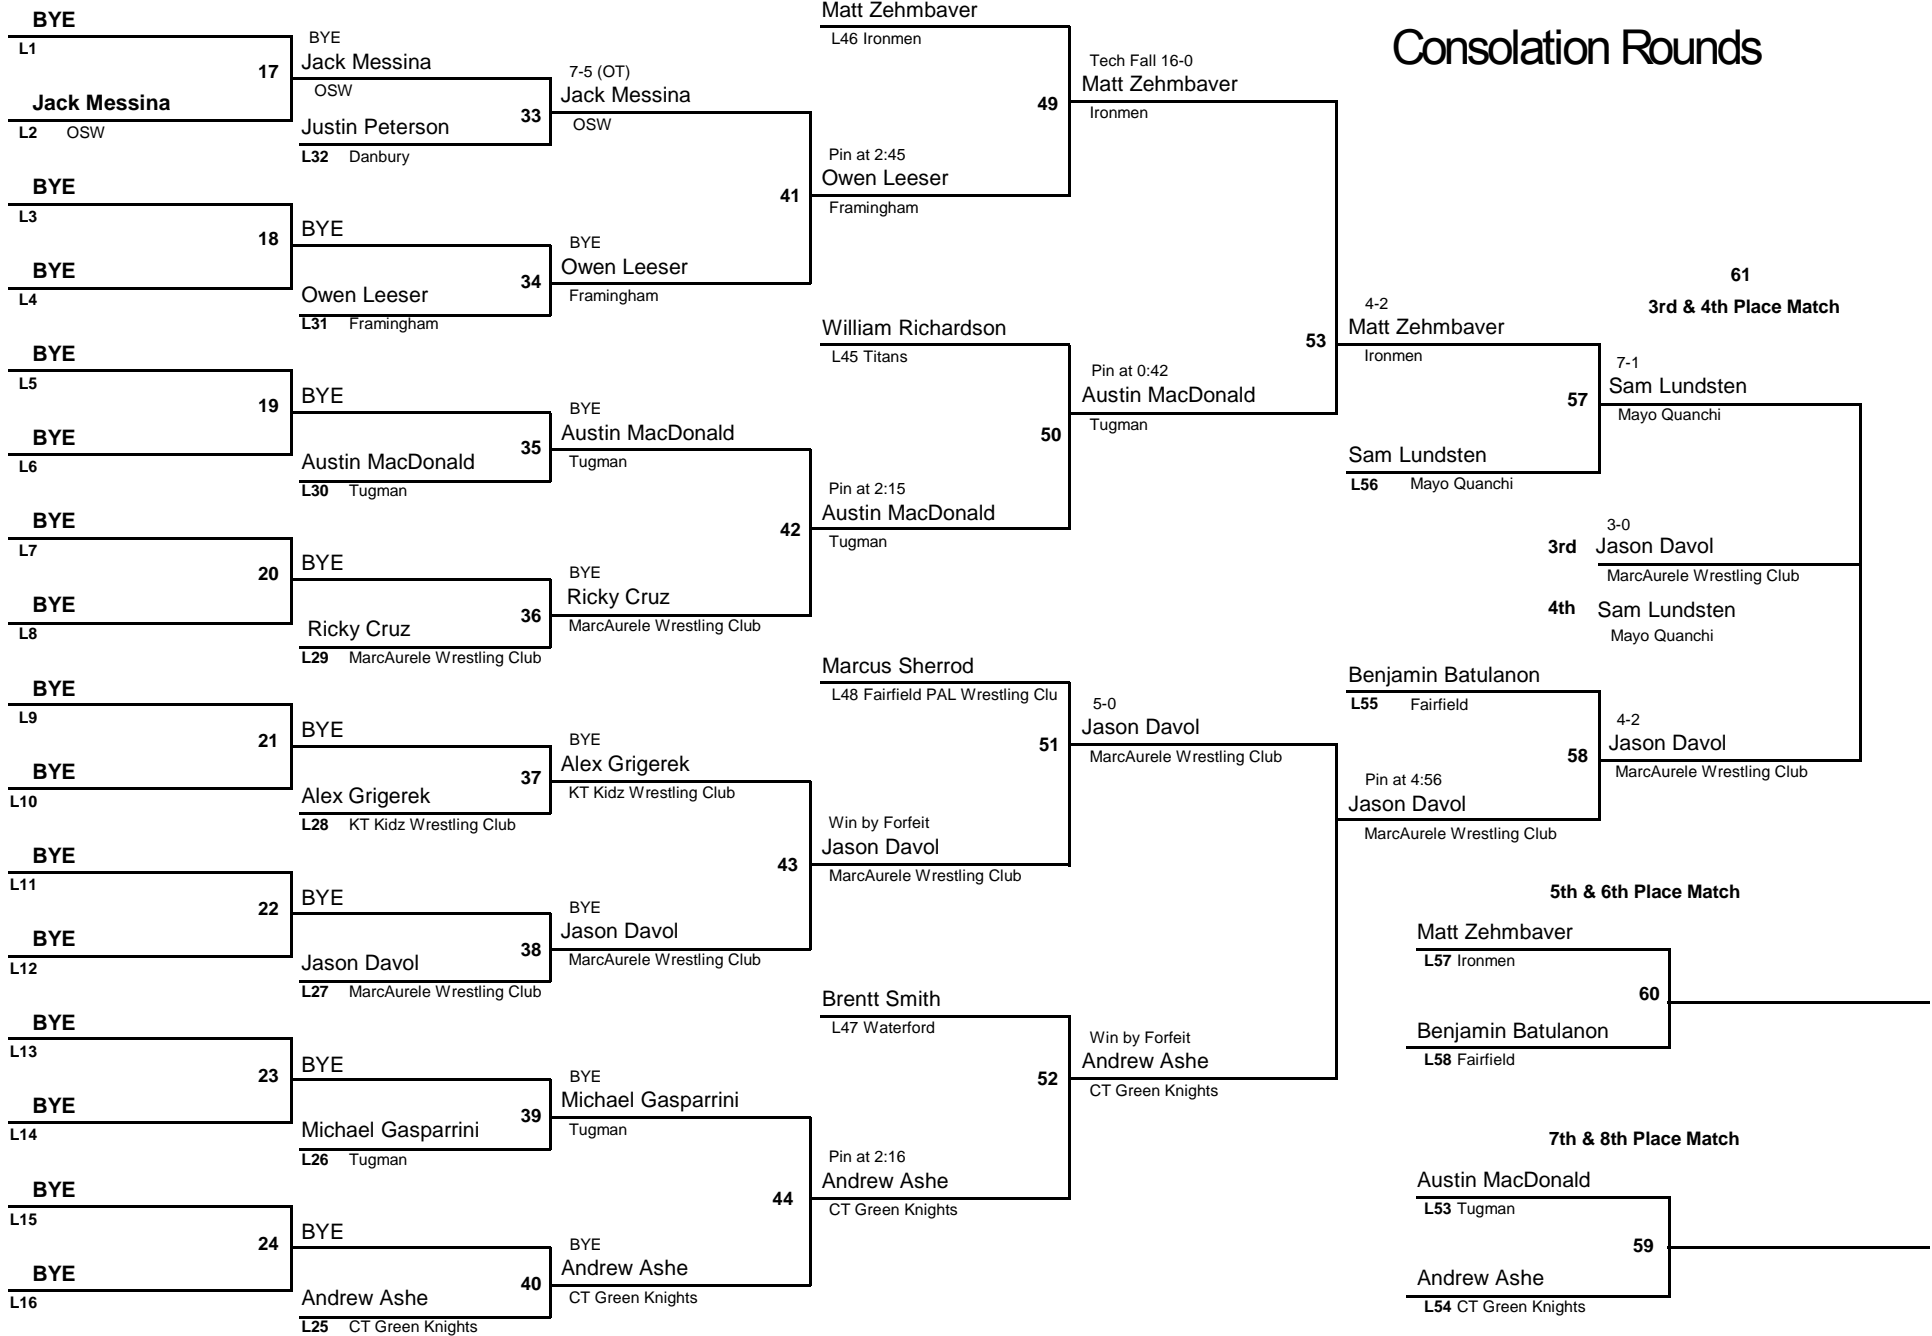 Consolation Rounds
BYE
L1
17
Jack Messina
L2 OSW
BYE
L3
18
BYE
L4
BYE
L5
19
BYE
L6
BYE
L7
20
BYE
L8
BYE
L9
21
BYE
L10
BYE
L11
22
BYE
L12
BYE
L13
23
BYE
L14
BYE
L15
24
BYE
L16
BYE
Jack Messina
OSW
33
Justin Peterson
L32 Danbury
BYE
34
Owen Leeser
L31 Framingham
BYE
35
Austin MacDonald
L30 Tugman
BYE
36
Ricky Cruz
L29 MarcAurele Wrestling Club
BYE
37
Alex Grigerek
L28 KT Kidz Wrestling Club
BYE
38
Jason Davol
L27 MarcAurele Wrestling Club
BYE
39
Michael Gasparrini
L26 Tugman
BYE
40
Andrew Ashe
L25 CT Green Knights
7-5 (OT)
Jack Messina
OSW
41
BYE
Owen Leeser
Framingham
BYE
Austin MacDonald
Tugman
42
BYE
Ricky Cruz
MarcAurele Wrestling Club
BYE
Alex Grigerek
KT Kidz Wrestling Club
43
BYE
Jason Davol
MarcAurele Wrestling Club
BYE
Michael Gasparrini
Tugman
44
BYE
Andrew Ashe
CT Green Knights
Matt Zehmbaver
L46 Ironmen
49
Pin at 2:45
Owen Leeser
Framingham
William Richardson
L45 Titans
50
Pin at 2:15
Austin MacDonald
Tugman
Marcus Sherrod
L48 Fairfield PAL Wrestling Clu
51
Win by Forfeit
Jason Davol
MarcAurele Wrestling Club
Brentt Smith
L47 Waterford
52
Pin at 2:16
Andrew Ashe
CT Green Knights
Tech Fall 16-0
Matt Zehmbaver
Ironmen
53
Pin at 0:42
Austin MacDonald
Tugman
5-0
Jason Davol
MarcAurele Wrestling Club
Win by Forfeit
Andrew Ashe
CT Green Knights
4-2
Matt Zehmbaver
Ironmen
57
Sam Lundsten
L56 Mayo Quanchi
Benjamin Batulanon
L55 Fairfield
58
Pin at 4:56
Jason Davol
MarcAurele Wrestling Club
61
3rd & 4th Place Match
7-1
Sam Lundsten
Mayo Quanchi
3-0
3rd Jason Davol
MarcAurele Wrestling Club
4th Sam Lundsten
Mayo Quanchi
4-2
Jason Davol
MarcAurele Wrestling Club
5th & 6th Place Match
Matt Zehmbaver
L57 Ironmen
60
Benjamin Batulanon
L58 Fairfield
7th & 8th Place Match
Austin MacDonald
L53 Tugman
59
Andrew Ashe
L54 CT Green Knights